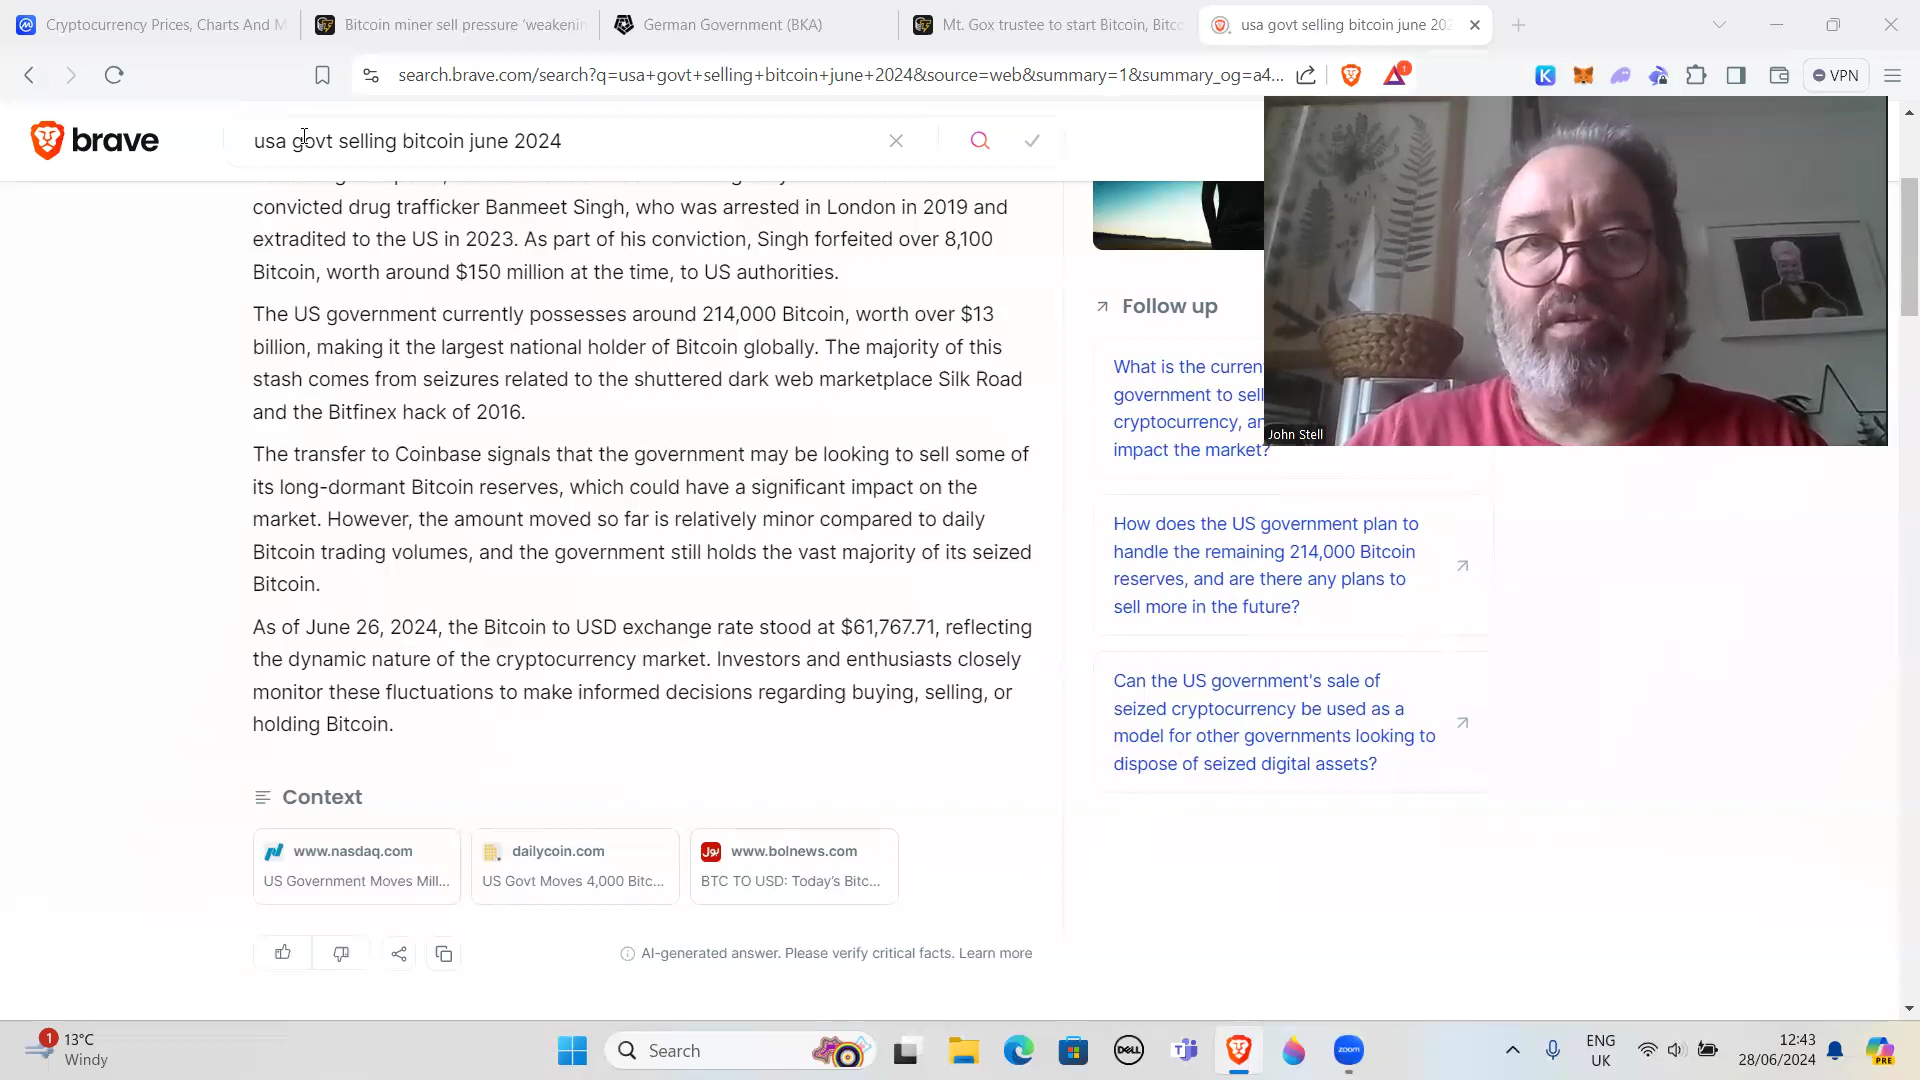 Cryptocurrency Prices, Charts And M
Bitcoin miner sell pressure 'weakenin
German Government (BKA)
Mt. Gox trustee to start Bitcoin, Bitco
usa govt selling bitcoin june 202
search.brave.com/search?q=usa+govt+selling+bitcoin+june+2024&source=web&summary=1&summary_og=a4...
1
VPN
brave
usa govt selling bitcoin june 2024
convicted drug trafficker Banmeet Singh, who was arrested in London in 2019 and
extradited to the US in 2023. As part of his conviction, Singh forfeited over 8,100
Bitcoin, worth around $150 million at the time, to US authorities.
The US government currently possesses around 214,000 Bitcoin, worth over $13
billion, making it the largest national holder of Bitcoin globally. The majority of this
stash comes from seizures related to the shuttered dark web marketplace Silk Road
and the Bitfinex hack of 2016.
The transfer to Coinbase signals that the government may be looking to sell some of
its long-dormant Bitcoin reserves, which could have a significant impact on the
market. However, the amount moved so far is relatively minor compared to daily
Bitcoin trading volumes, and the government still holds the vast majority of its seized
Bitcoin.
As of June 26, 2024, the Bitcoin to USD exchange rate stood at $61,767.71, reflecting
the dynamic nature of the cryptocurrency market. Investors and enthusiasts closely
monitor these fluctuations to make informed decisions regarding buying, selling, or
holding Bitcoin.
Context
www.nasdaq.com
US Government Moves Mill...
dailycoin.com
US Govt Moves 4,000 Bitc...
www.bolnews.com
BTC TO USD: Today's Bitc...
AI-generated answer. Please verify critical facts. Learn more
Follow up
What is the curren
government to sell
cryptocurrency, an
impact the market?
How does the US government plan to
handle the remaining 214,000 Bitcoin
reserves, and are there any plans to
sell more in the future?
Can the US government's sale of
seized cryptocurrency be used as a
model for other governments looking to
dispose of seized digital assets?
John Stell
1
13°C
Windy
Search
DELL
zoom
ENG
UK
12:43
28/06/2024
PRE